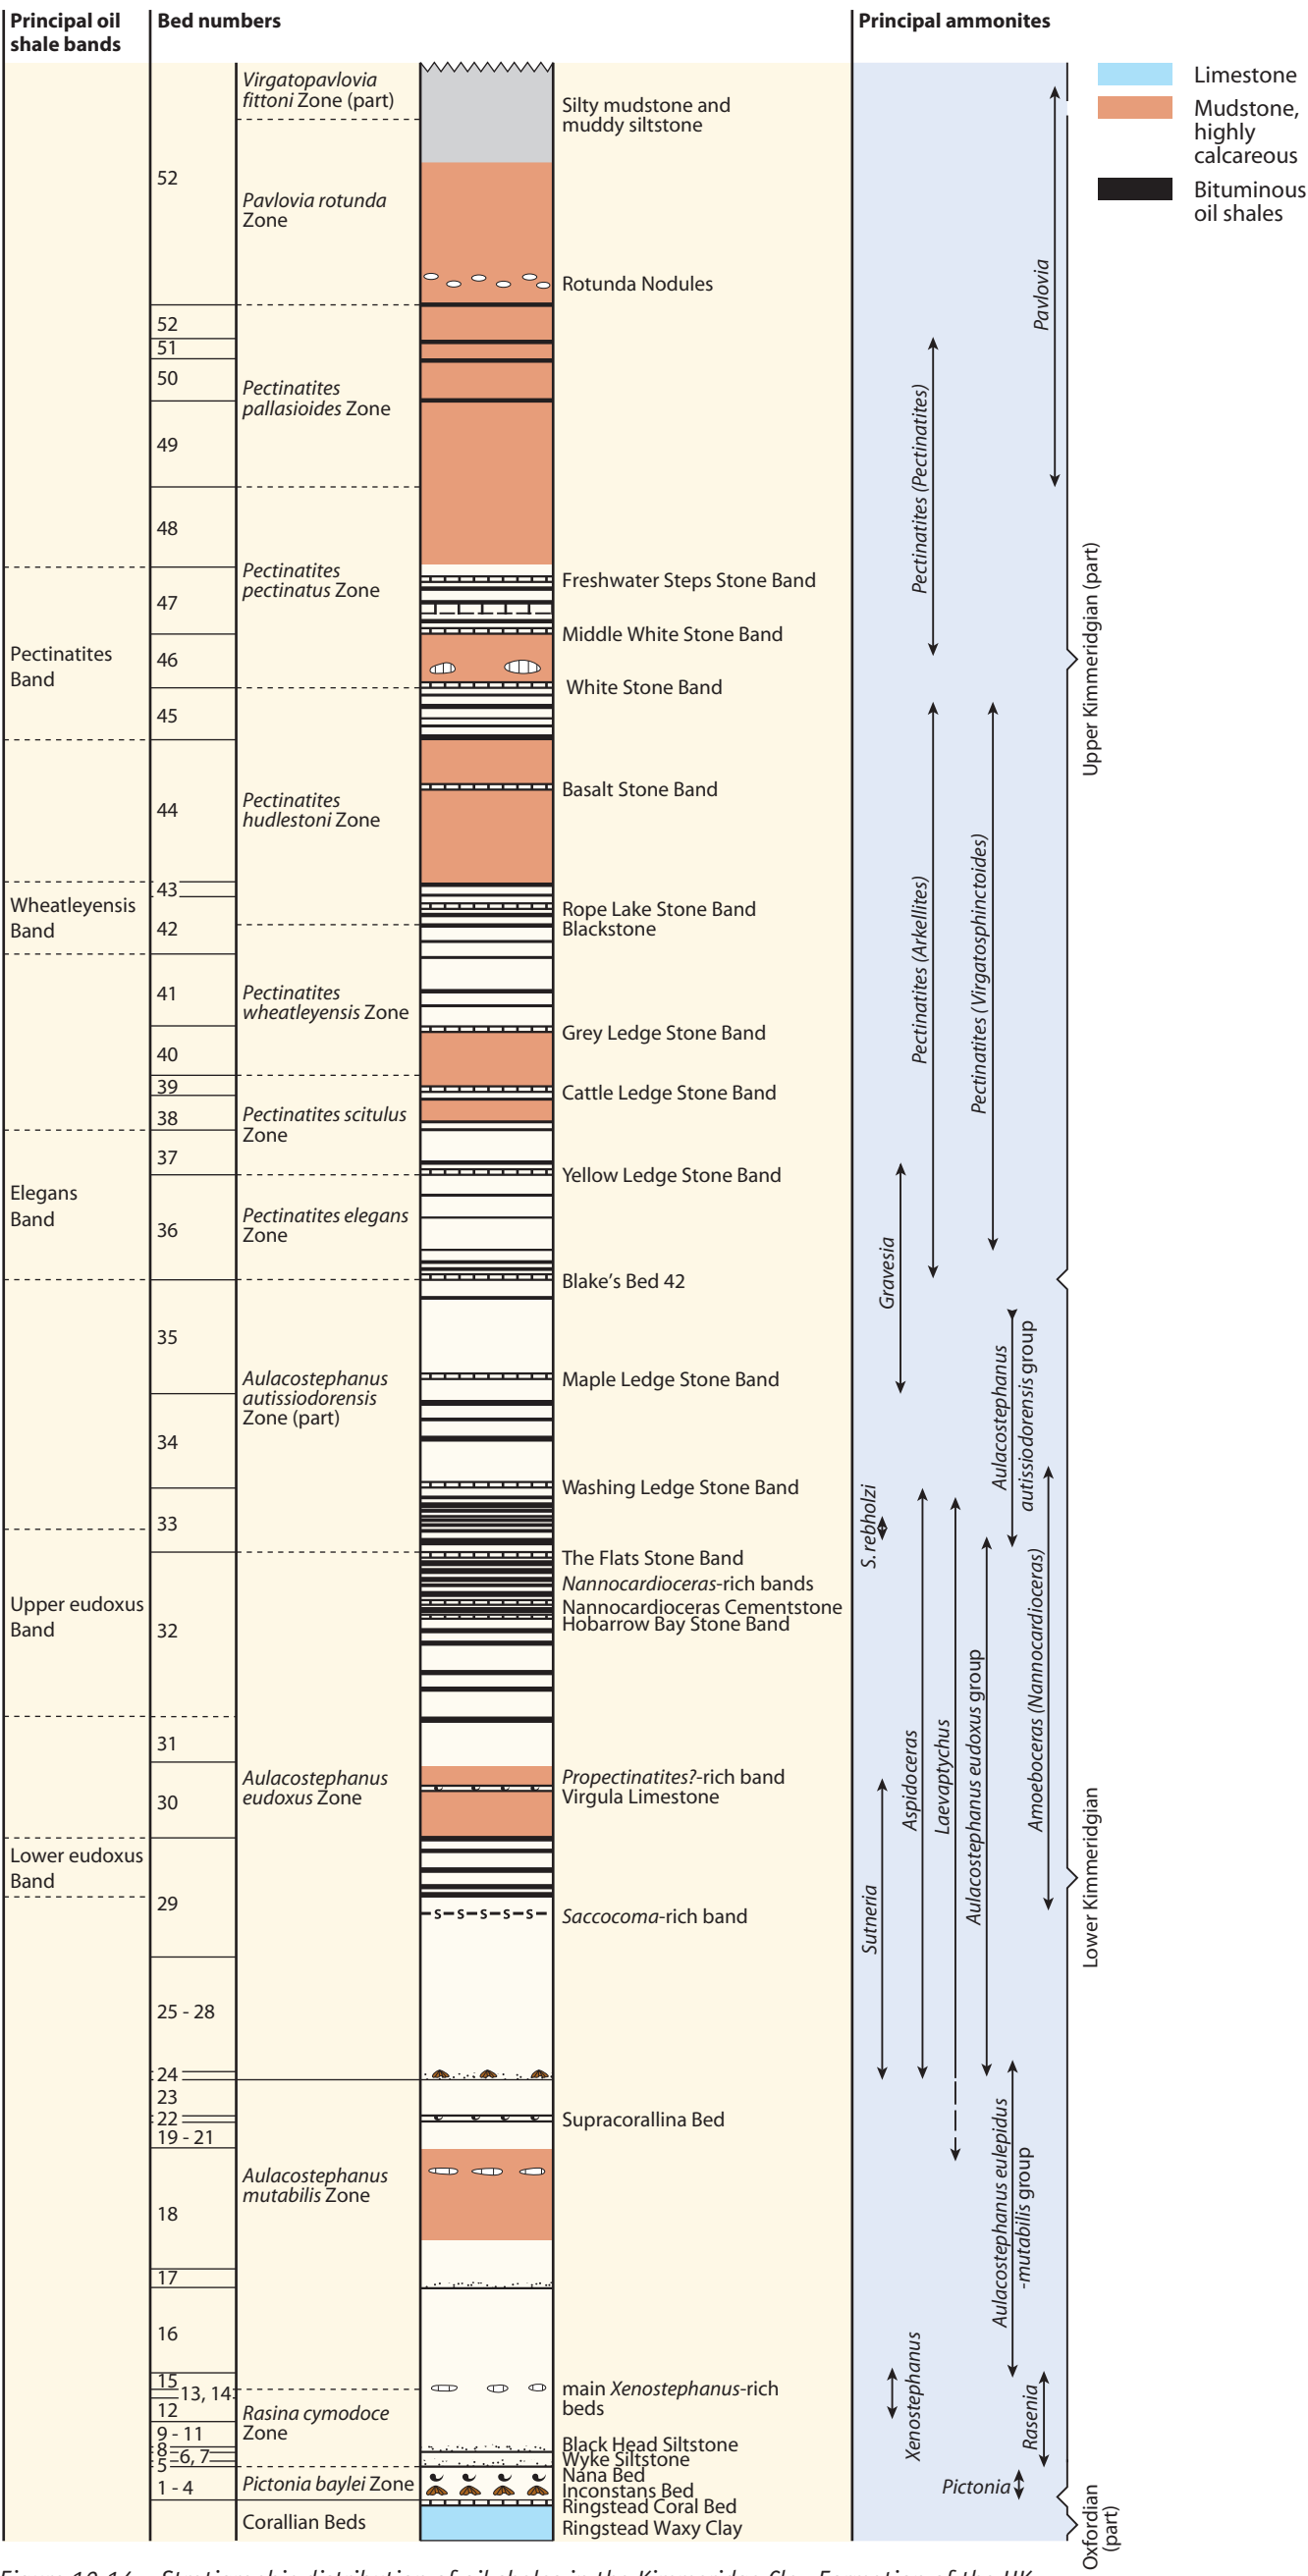 Principal oil
shale bands
Bed numbers
Principal ammonites
Limestone
Mudstone,
highly
calcareous
Bituminous
oil shales
Virgatopavlovia
fittoni Zone (part)
Silty mudstone and
muddy siltstone
52
Pavlovia rotunda
Zone
Rotunda Nodules
52
51
50
Pectinatites
pallasioides Zone
49
48
Pectinatites
pectinatus Zone
Freshwater Steps Stone Band
47
Middle White Stone Band
Pectinatites
Band
46
White Stone Band
45
Basalt Stone Band
44
Pectinatites
hudlestoni Zone
43
Wheatleyensis
Band
Rope Lake Stone Band
Blackstone
42
41
Pectinatites
wheatleyensis Zone
Grey Ledge Stone Band
40
39
Cattle Ledge Stone Band
38
Pectinatites scitulus
Zone
37
Yellow Ledge Stone Band
Elegans
Band
36
Pectinatites elegans
Zone
Blake's Bed 42
35
Aulacostephanus
autissiodorensis
Zone (part)
Maple Ledge Stone Band
34
Washing Ledge Stone Band
33
The Flats Stone Band
Nannocardioceras-rich bands
Nannocardioceras Cementstone
Hobarrow Bay Stone Band
Upper eudoxus
Band
32
31
Aulacostephanus
eudoxus Zone
Propectinatites?-rich band
Virgula Limestone
30
Lower eudoxus
Band
29
S S S S
Saccocoma-rich band
25 - 28
24
23
22
Supracorallina Bed
19 - 21
Aulacostephanus
mutabilis Zone
18
17
16
15
13, 14
main Xenostephanus-rich
beds
12
Rasina cymodoce
Zone
9 - 11
8
6, 7
5
Black Head Siltstone
Wyke Siltstone
Nana Bed
1 - 4
Pictonia baylei Zone
Inconstans Bed
Ringstead Coral Bed
Corallian Beds
Ringstead Waxy Clay
Pavlovia
Pectinatites (Pectinatites)
Pectinatites (Arkellites)
Pectinatites (Virgatosphinctoides)
Gravesia
Aulacostephanus
autissiodorensis group
S. rebholzi
Aspidoceras
Laevaptychus
Aulacostephanus eudoxus group
Amoeboceras (Nannocardioceras)
Sutneria
Aulacostephanus eulepidus
-mutabilis group
Xenostephanus
Rasenia
Pictonia
Upper Kimmeridgian (part)
Lower Kimmeridgian
Oxfordian
(part)